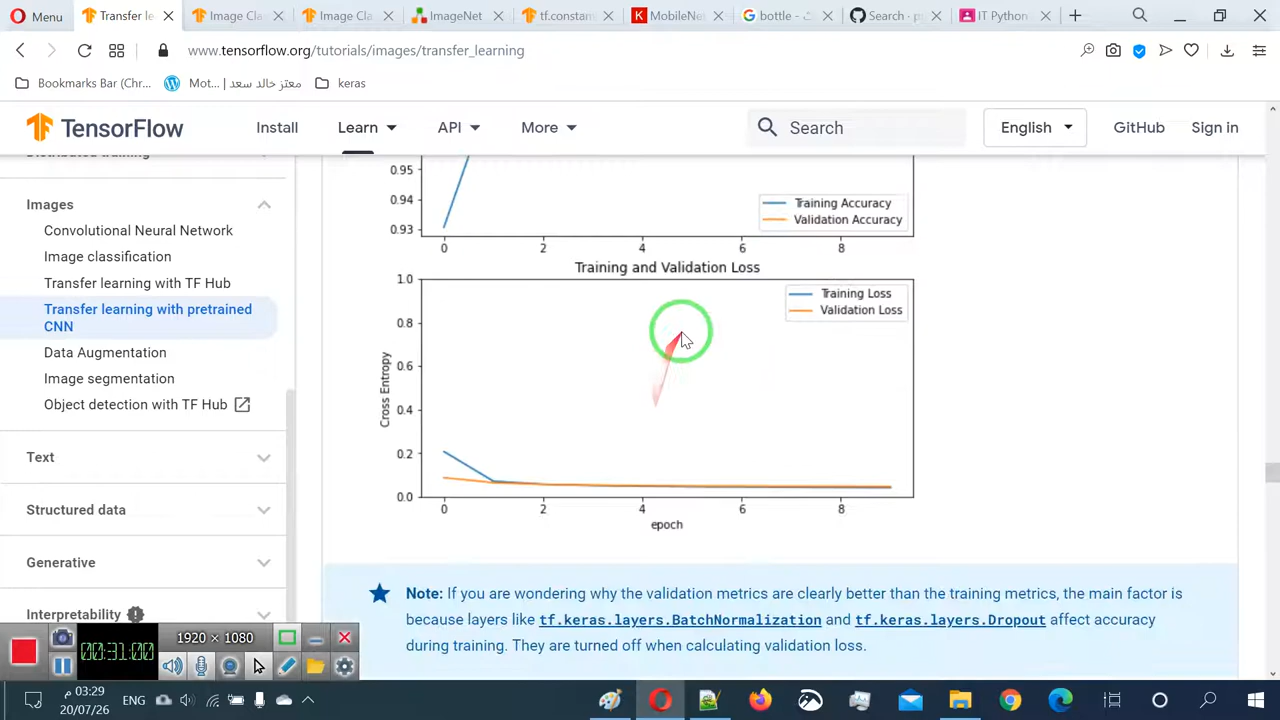 Menu
Transfer le
Image Cla
Image Cla
ImageNet
tf.constan
MobileNe
bottle - ث
Search · p
IT Python
www.tensorflow.org/tutorials/images/transfer_learning
Bookmarks Bar (Chr...
Mot... | معتز خالد سعد
keras
TensorFlow
Install
Learn
API
More
Search
English
GitHub
Sign in
Distributed training
Images
Convolutional Neural Network
Image classification
Transfer learning with TF Hub
Transfer learning with pretrained
CNN
Data Augmentation
Image segmentation
Object detection with TF Hub
Text
Structured data
Generative
Interpretability
0.95
0.94
0.93
Training Accuracy
Validation Accuracy
0 2 4 6 8
Training and Validation Loss
1.0
0.8
0.6
0.4
0.2
0.0
Cross Entropy
Training Loss
Validation Loss
0 2 4 6 8
epoch
Note: If you are wondering why the validation metrics are clearly better than the training metrics, the main factor is
because layers like tf.keras.layers.BatchNormalization and tf.keras.layers.Dropout affect accuracy
during training. They are turned off when calculating validation loss.
00:31:00
1920 × 1080
03:29 م
20/07/26
ENG